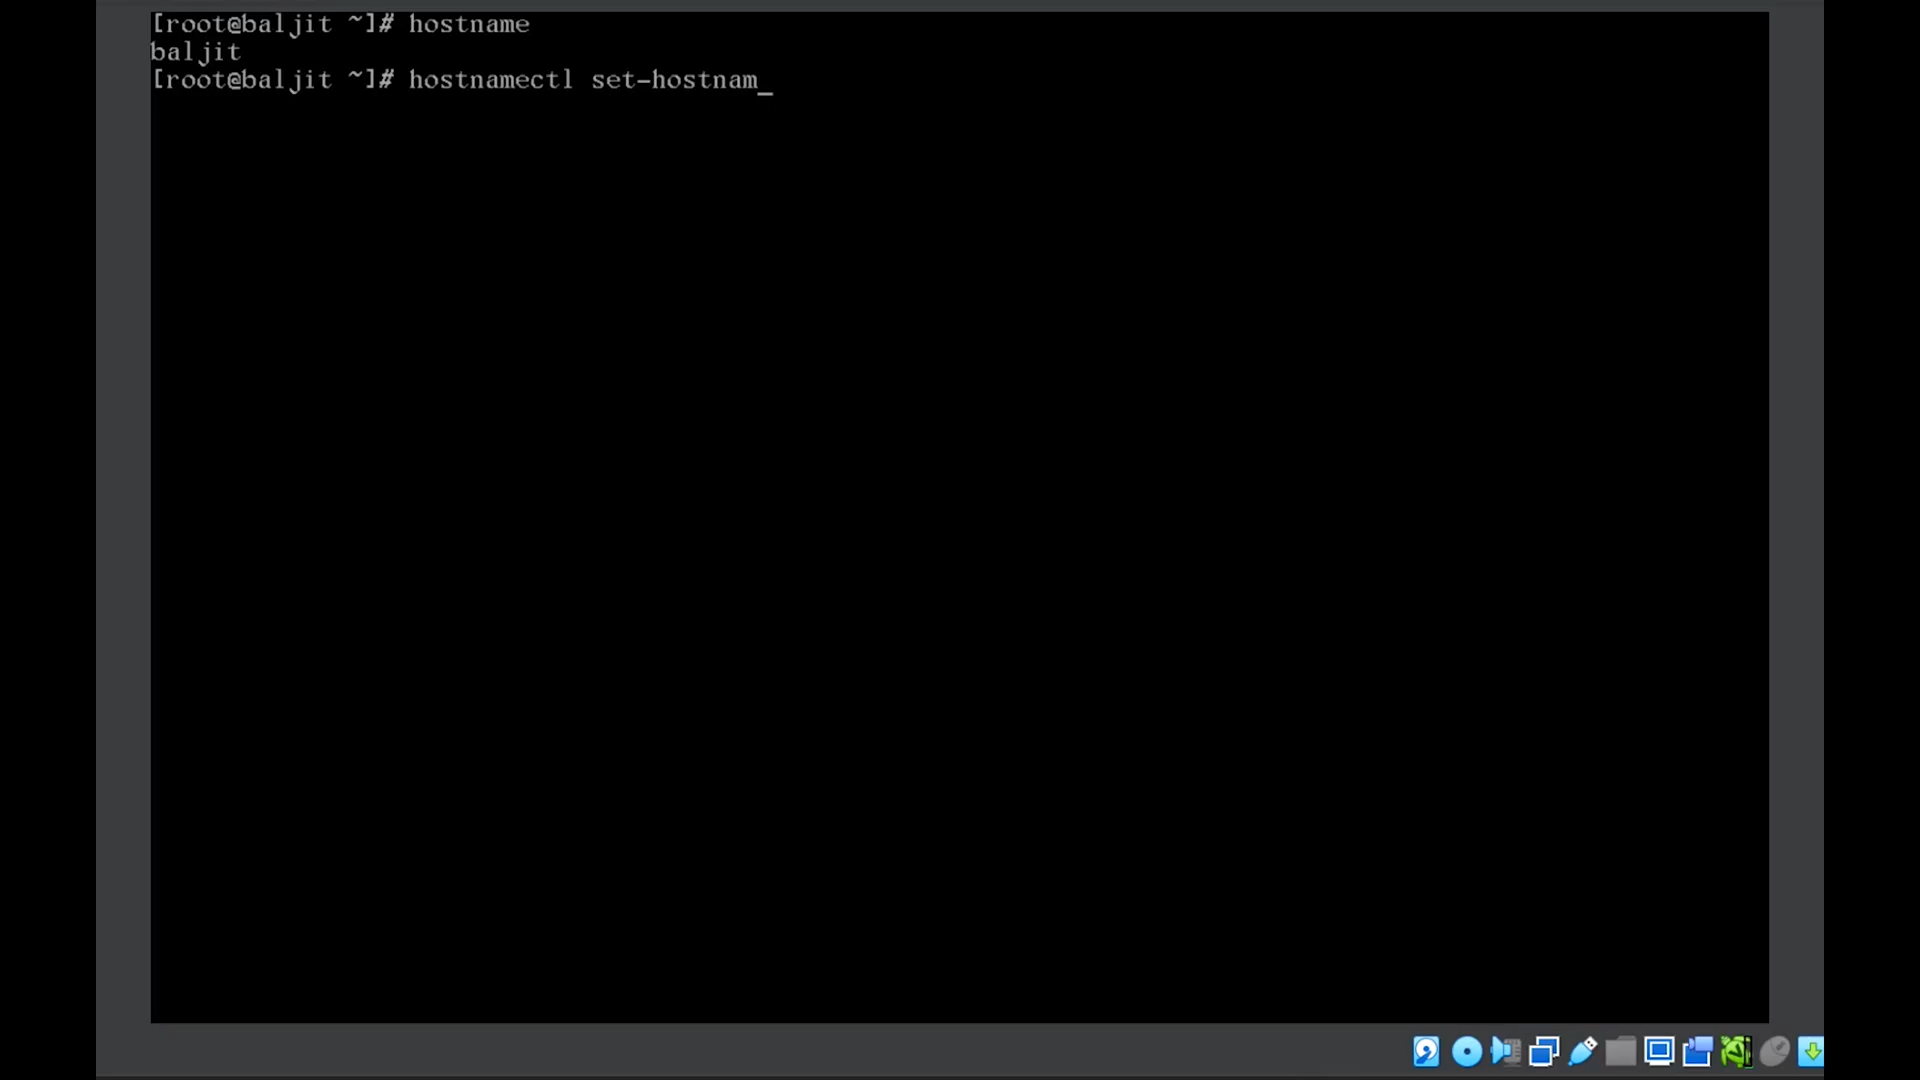 [root@baljit ~]# hostname
baljit
[root@baljit ~]# hostnamectl set-hostnam_